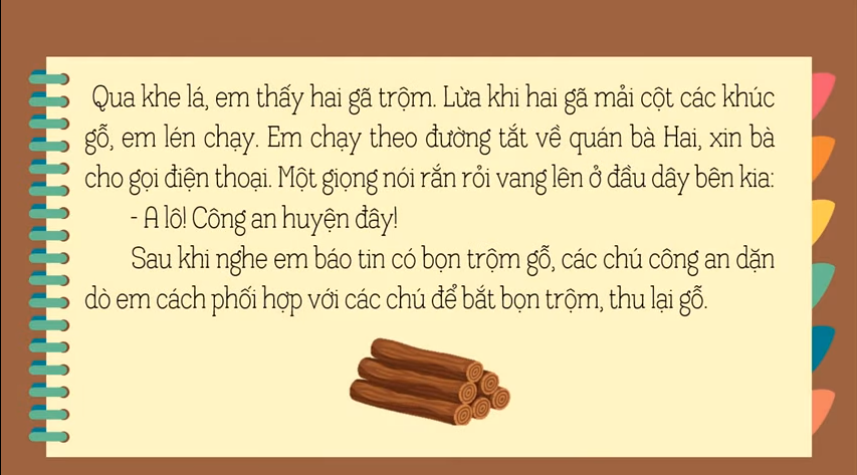 Qua khe lá, em thấy hai gã trộm. Lừa khi hai gã mải cột các khúc
gỗ, em lén chạy. Em chạy theo đường tắt về quán bà Hai, xin bà
cho gọi điện thoại. Một giọng nói rắn rỏi vang lên ở đầu dây bên kia:
- A lô! Công an huyện đây!
Sau khi nghe em báo tin có bọn trộm gỗ, các chú công an dặn
dò em cách phối hợp với các chú để bắt bọn trộm, thu lại gỗ.